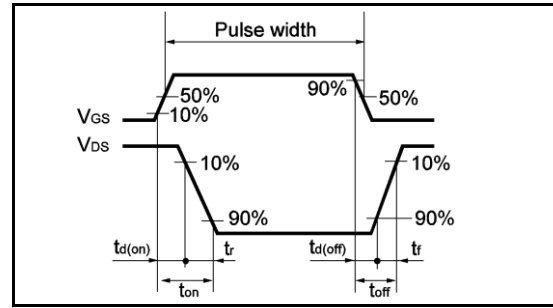 Pulse width
90%
50%
50%
VGS
10%
VDS
10%
10%
90%
90%
td(on)
tr
td(off)
tf
ton
toff